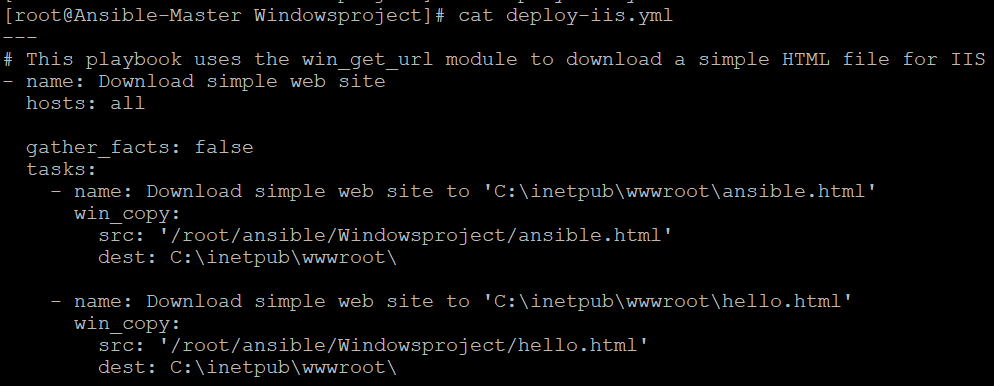 [root@Ansible-Master Windowsproject]# cat deploy-iis.yml
---
# This playbook uses the win_get_url module to download a simple HTML file for IIS
- name: Download simple web site
  hosts: all

  gather_facts: false
  tasks:
    - name: Download simple web site to 'C:\inetpub\wwwroot\ansible.html'
      win_copy:
        src: '/root/ansible/Windowsproject/ansible.html'
        dest: C:\inetpub\wwwroot\

    - name: Download simple web site to 'C:\inetpub\wwwroot\hello.html'
      win_copy:
        src: '/root/ansible/Windowsproject/hello.html'
        dest: C:\inetpub\wwwroot\